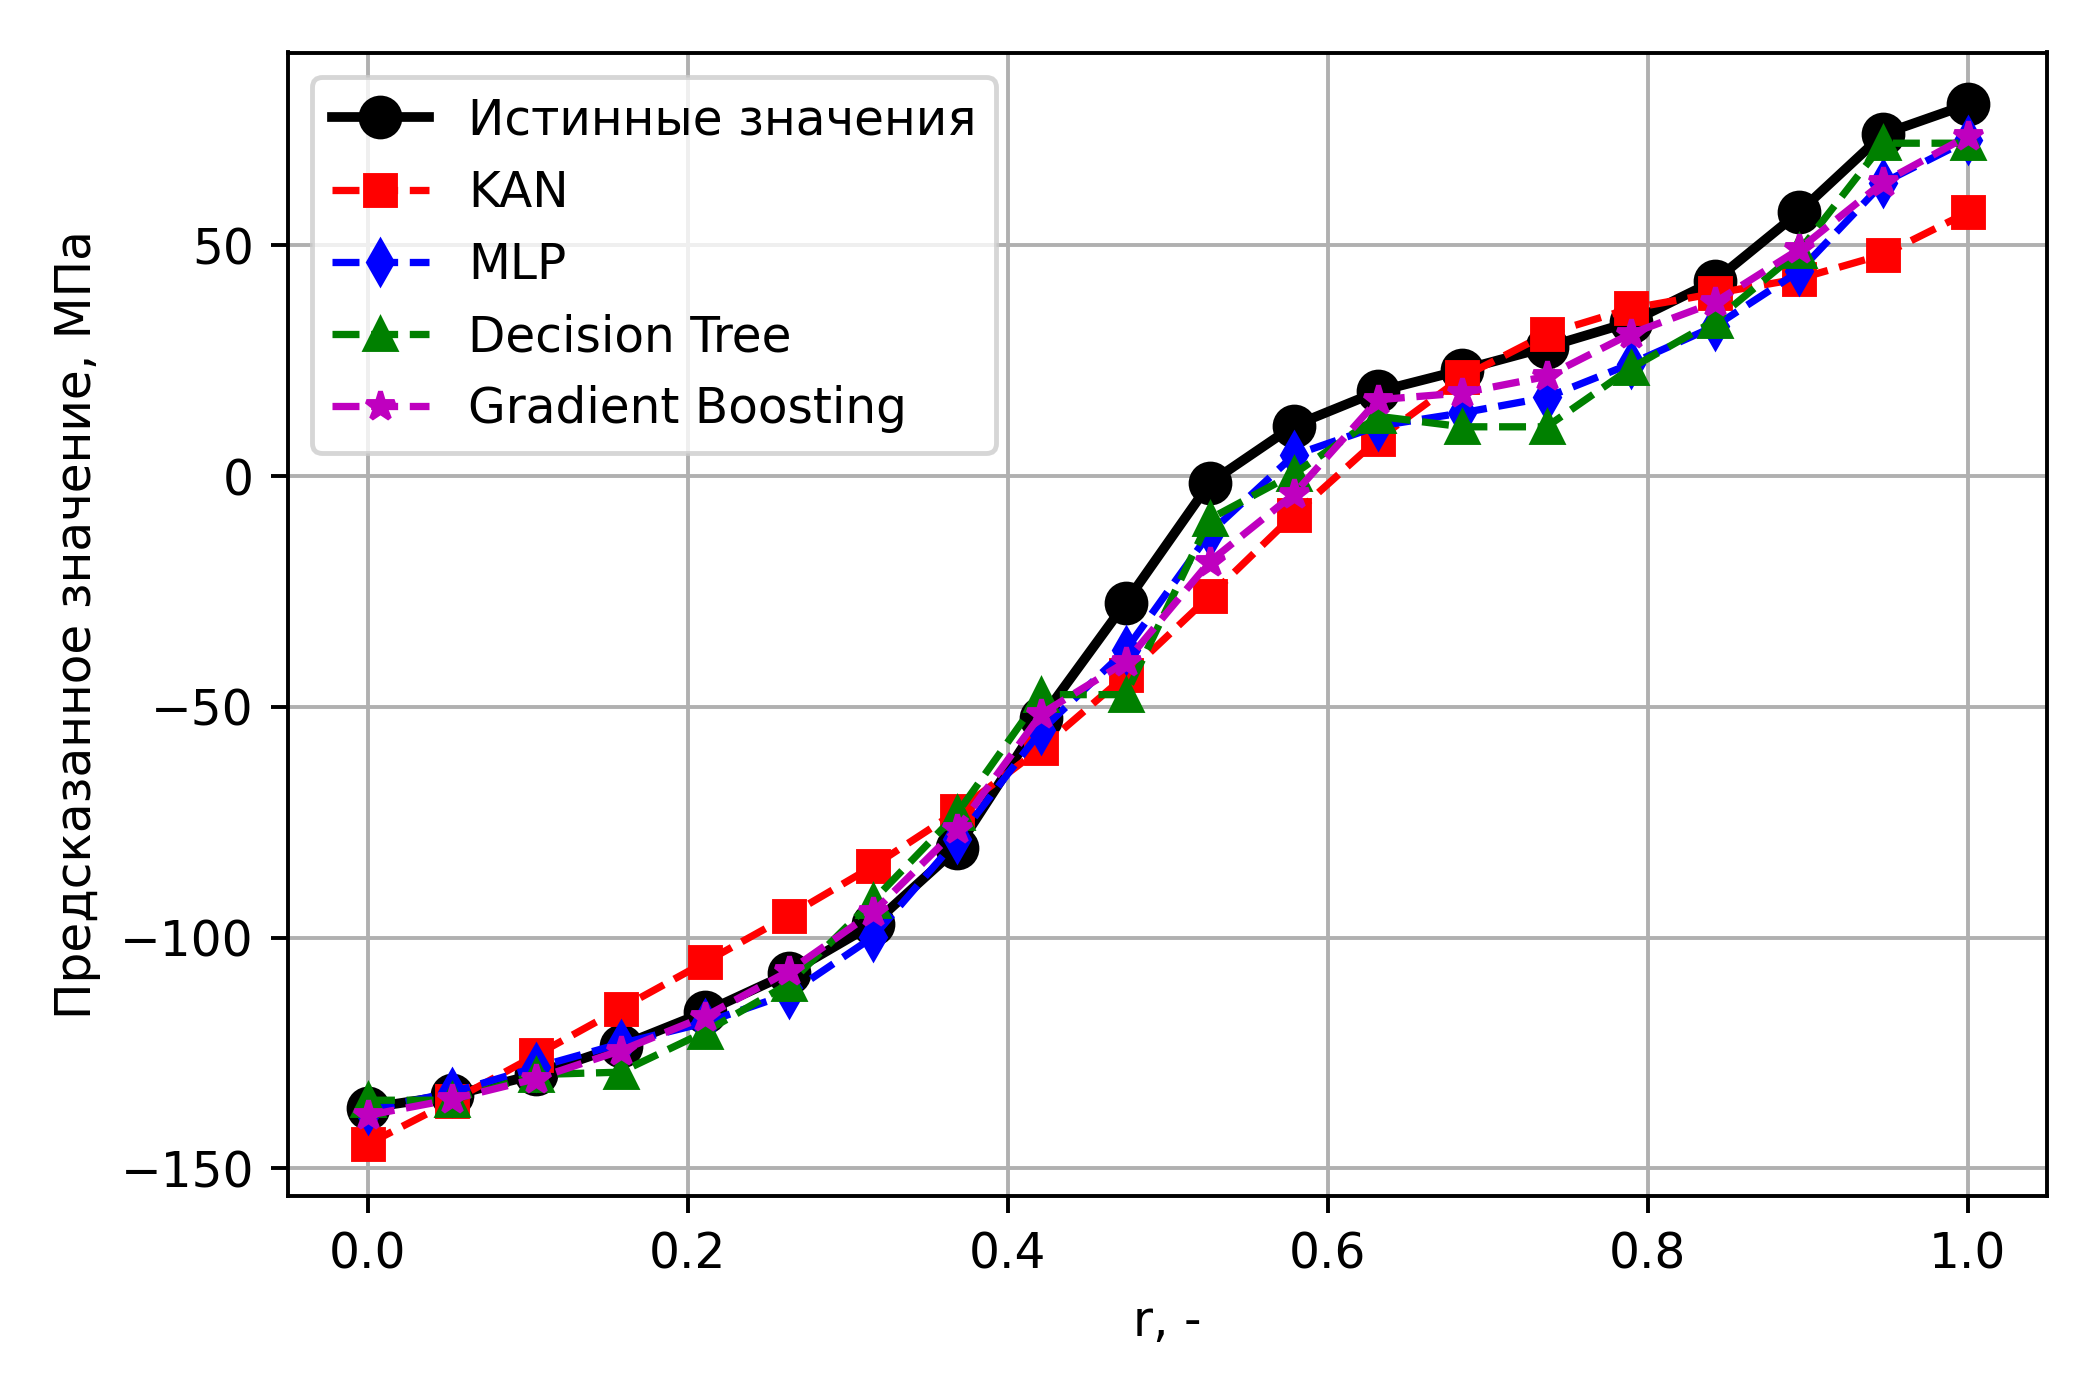 Истинные значения
KAN
MLP
Decision Tree
Gradient Boosting
Предсказанное значение, МПа
50
0
−50
−100
−150
0.0 0.2 0.4 0.6 0.8 1.0
r, -